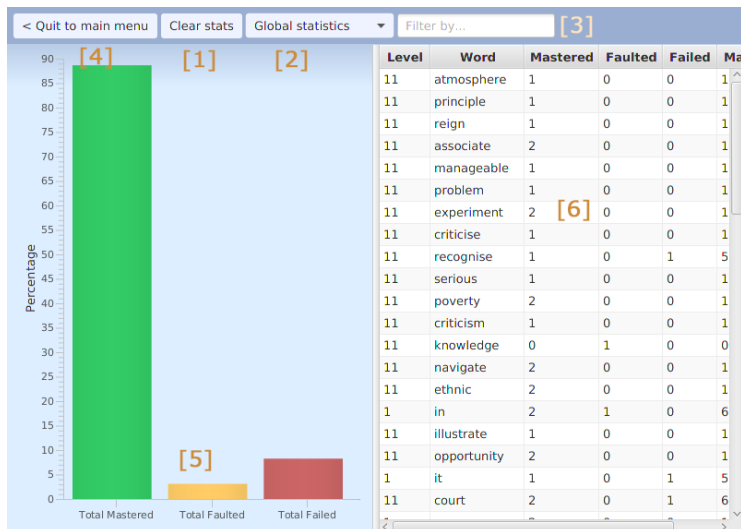 < Quit to main menu Clear stats Global statistics Filter by... [3]
[4] [1] [2]
90
85
80
75
70
65
60
55
50
45
40
35
30
25
20
15
10
5
0
Percentage
[5]
Total Mastered Total Faulted Total Failed
Level Word Mastered Faulted Failed Ma
11 atmosphere 1 0 0 1
11 principle 1 0 0 1
11 reign 1 0 0 1
11 associate 2 0 0 1
11 manageable 1 0 0 1
11 problem 1 0 0 1
11 experiment 2 [6] 0 0 1
11 criticise 1 0 0 1
11 recognise 1 0 1 5
11 serious 1 0 0 1
11 poverty 2 0 0 1
11 criticism 1 0 0 1
11 knowledge 0 1 0 0
11 navigate 2 0 0 1
11 ethnic 2 0 0 1
1 in 2 1 0 6
11 illustrate 1 0 0 1
11 opportunity 2 0 0 1
1 it 1 0 1 5
11 court 2 0 1 6